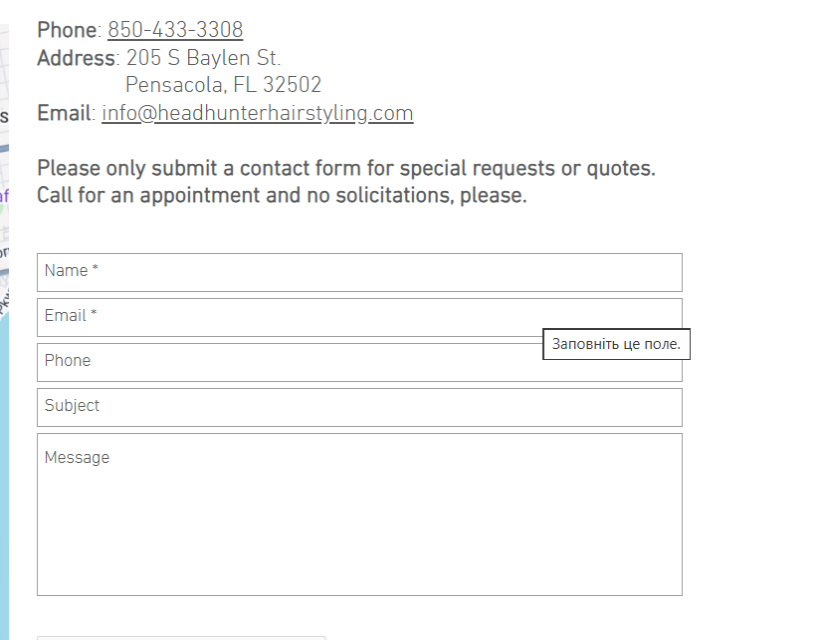 Phone: 850-433-3308
Address: 205 S Baylen St.
Pensacola, FL 32502
Email: info@headhunterhairstyling.com
Please only submit a contact form for special requests or quotes.
Call for an appointment and no solicitations, please.
Name *
Email *
Заповніть це поле.
Phone
Subject
Message